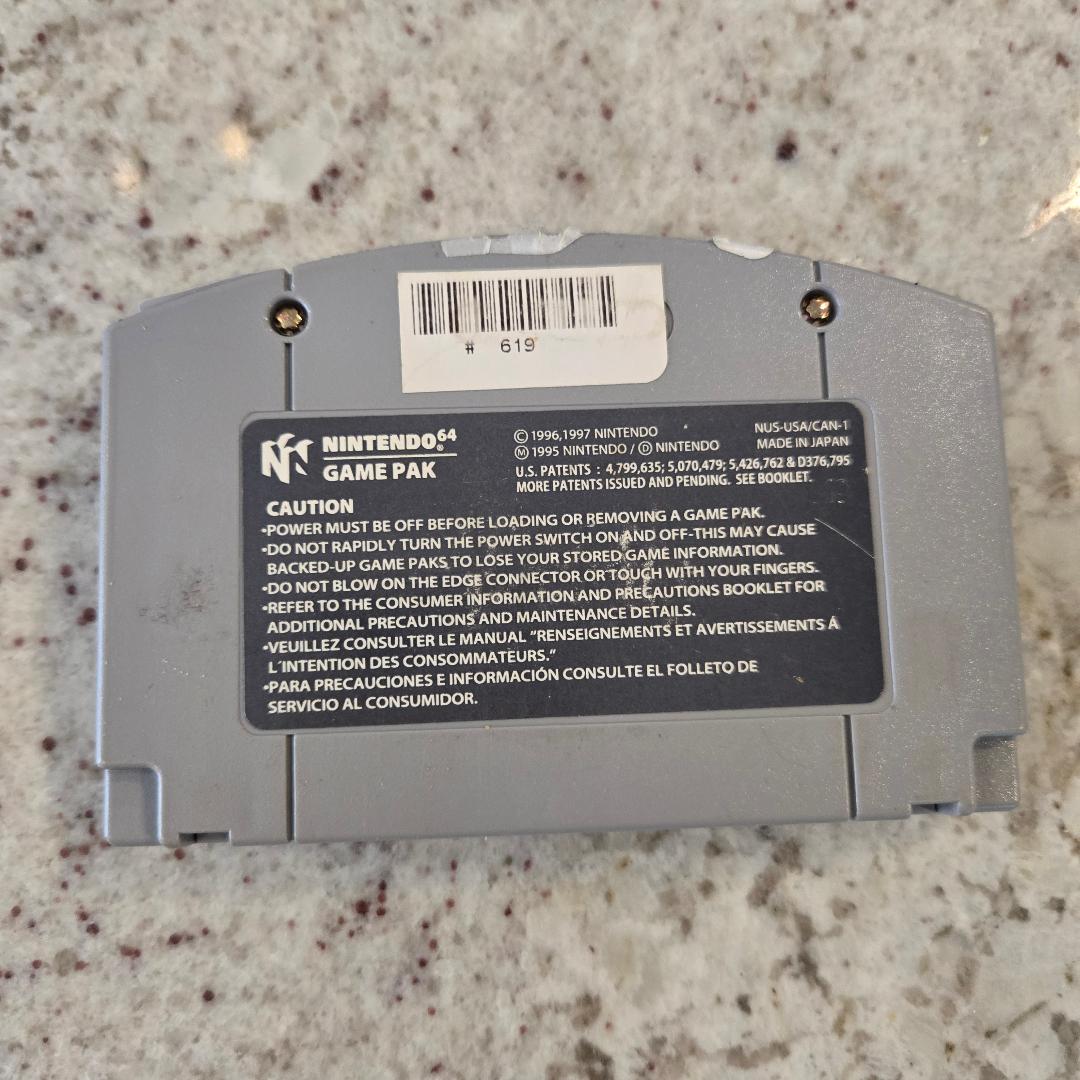 # 619
NINTENDO®64
GAME PAK
© 1996,1997 NINTENDO
Ⓜ 1995 NINTENDO / Ⓓ NINTENDO
NUS-USA/CAN-1
MADE IN JAPAN
U.S. PATENTS : 4,799,635; 5,070,479; 5,426,762 & D376,795
MORE PATENTS ISSUED AND PENDING. SEE BOOKLET.
CAUTION
•POWER MUST BE OFF BEFORE LOADING OR REMOVING A GAME PAK.
•DO NOT RAPIDLY TURN THE POWER SWITCH ON AND OFF-THIS MAY CAUSE
BACKED-UP GAME PAKS TO LOSE YOUR STORED GAME INFORMATION.
•DO NOT BLOW ON THE EDGE CONNECTOR OR TOUCH WITH YOUR FINGERS.
•REFER TO THE CONSUMER INFORMATION AND PRECAUTIONS BOOKLET FOR
ADDITIONAL PRECAUTIONS AND MAINTENANCE DETAILS.
•VEUILLEZ CONSULTER LE MANUAL "RENSEIGNEMENTS ET AVERTISSEMENTS Á
L'INTENTION DES CONSOMMATEURS."
•PARA PRECAUCIONES E INFORMACIÓN CONSULTE EL FOLLETO DE
SERVICIO AL CONSUMIDOR.